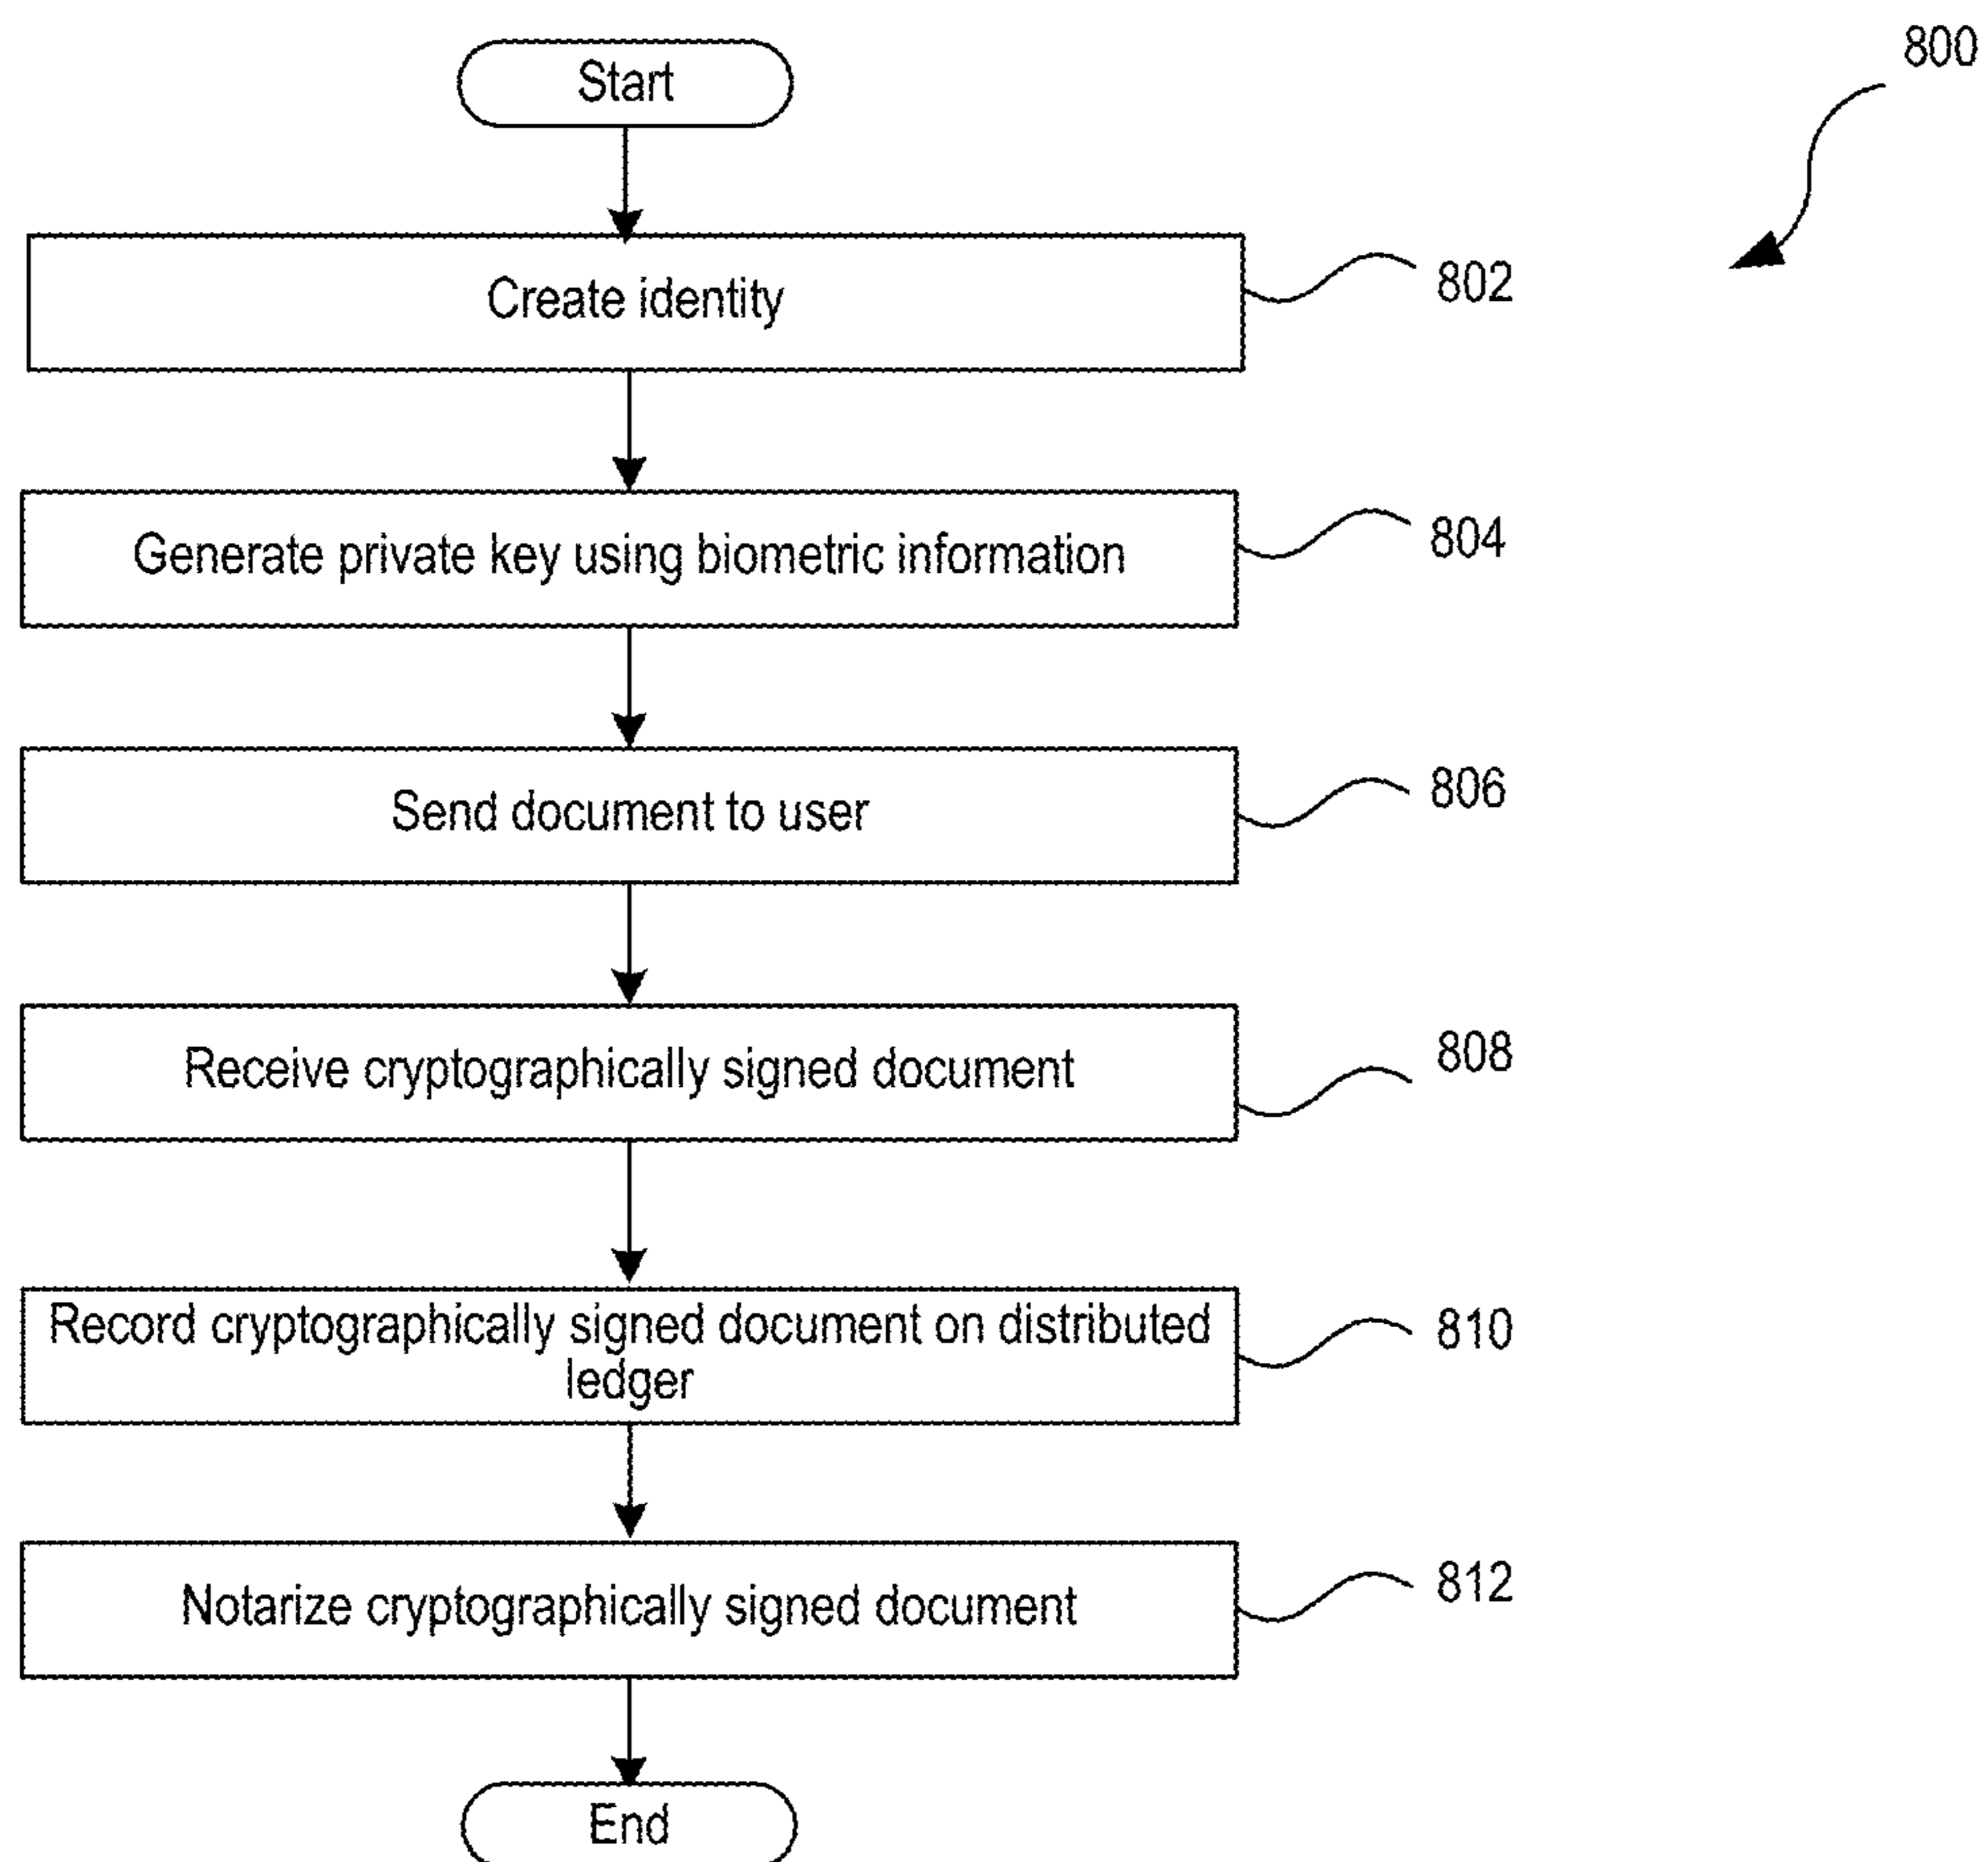 800
Start
Create identity
802
Generate private key using biometric information
804
Send document to user
806
Receive cryptographically signed document
808
Record cryptographically signed document on distributed
ledger
810
Notarize cryptographically signed document
812
End